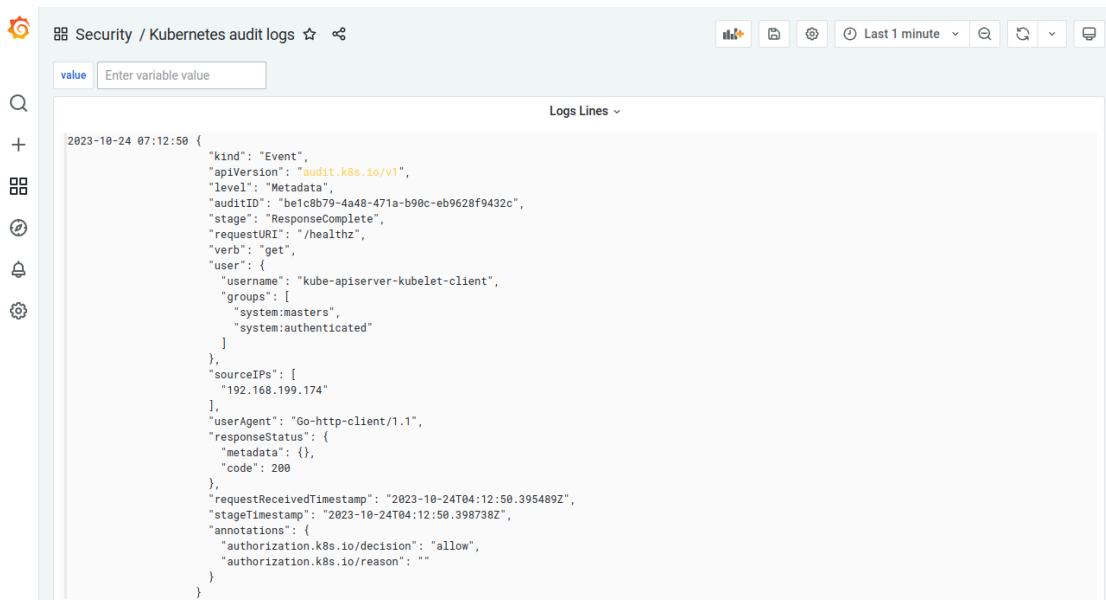 Security / Kubernetes audit logs
Last 1 minute
value Enter variable value
Logs Lines
2023-10-24 07:12:50 {
"kind": "Event",
"apiVersion": "audit.k8s.io/v1",
"level": "Metadata",
"auditID": "be1c8b79-4a48-471a-b90c-eb9628f9432c",
"stage": "ResponseComplete",
"requestURI": "/healthz",
"verb": "get",
"user": {
"username": "kube-apiserver-kubelet-client",
"groups": [
"system:masters",
"system:authenticated"
]
},
"sourceIPs": [
"192.168.199.174"
],
"userAgent": "Go-http-client/1.1",
"responseStatus": {
"metadata": {},
"code": 200
},
"requestReceivedTimestamp": "2023-10-24T04:12:50.395489Z",
"stageTimestamp": "2023-10-24T04:12:50.398738Z",
"annotations": {
"authorization.k8s.io/decision": "allow",
"authorization.k8s.io/reason": ""
}
}